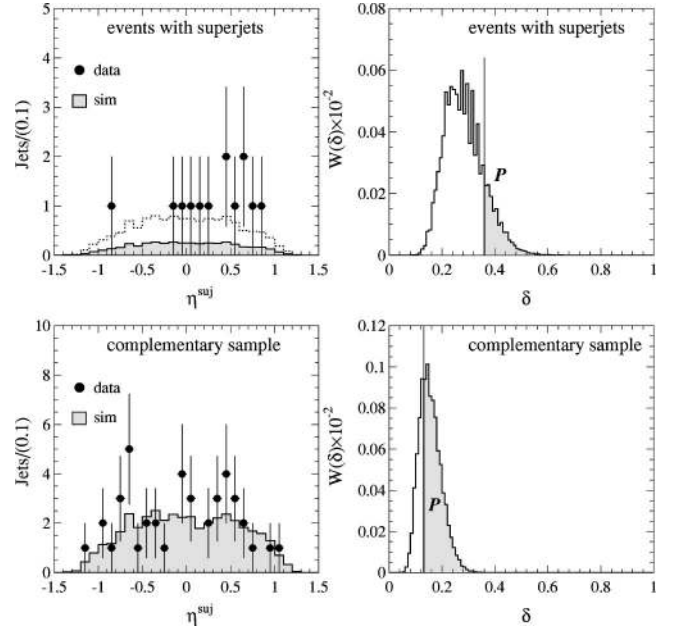 events with superjets
data
sim
Jets/(0.1)
5
4
3
2
1
0
-1.5 -1 -0.5 0 0.5 1 1.5
η^suj
events with superjets
P
W(δ)×10^-2
0.08
0.06
0.04
0.02
0
0 0.2 0.4 0.6 0.8 1
δ
complementary sample
data
sim
Jets/(0.1)
10
8
6
4
2
0
-1.5 -1 -0.5 0 0.5 1 1.5
η^suj
complementary sample
P
W(δ)×10^-2
0.12
0.1
0.08
0.06
0.04
0.02
0
0 0.2 0.4 0.6 0.8 1
δ